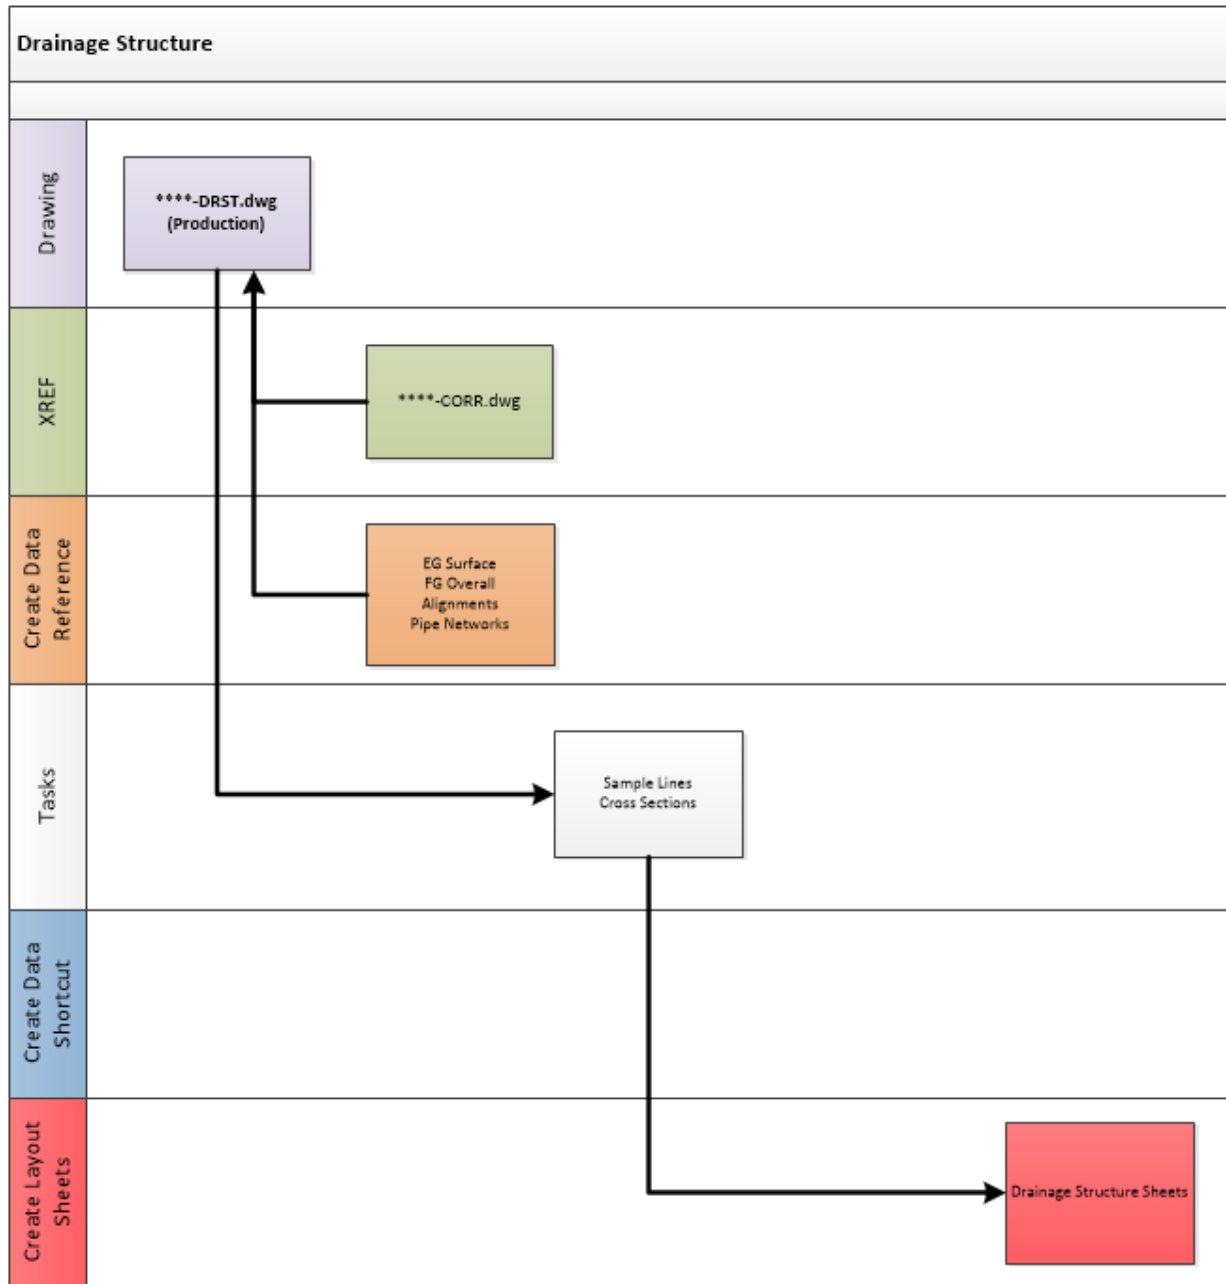 Drainage Structure
Drawing
****-DRST.dwg
(Production)
XREF
****-CORR.dwg
Create Data
Reference
EG Surface
FG Overall
Alignments
Pipe Networks
Tasks
Sample Lines
Cross Sections
Create Data
Shortcut
Create Layout
Sheets
Drainage Structure Sheets